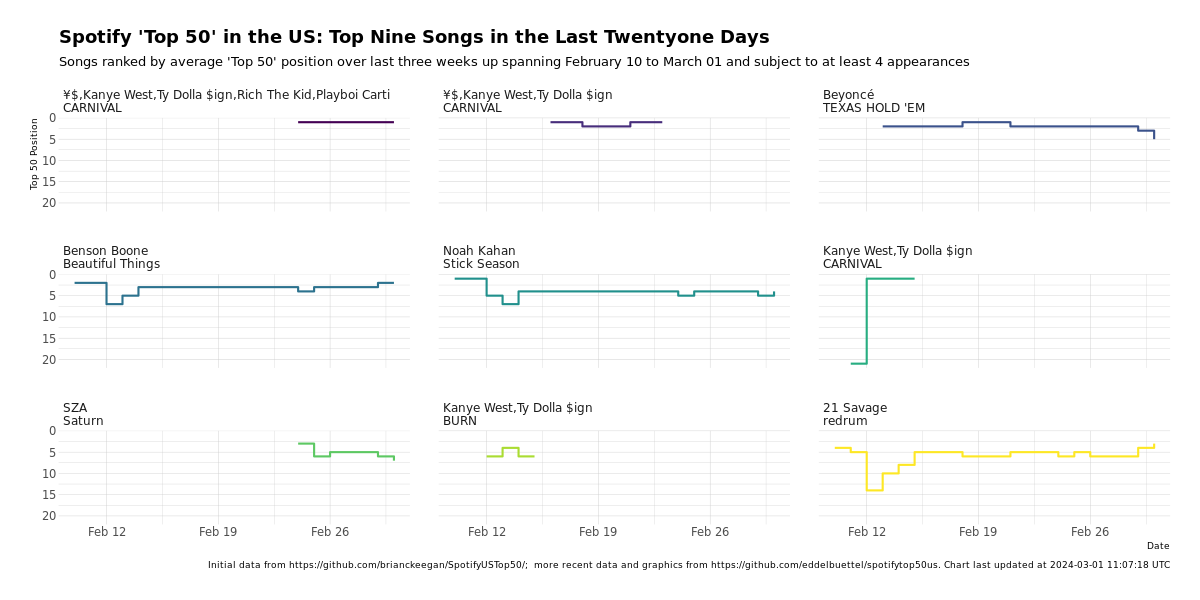 Spotify 'Top 50' in the US: Top Nine Songs in the Last Twentyone Days
Songs ranked by average 'Top 50' position over last three weeks up spanning February 10 to March 01 and subject to at least 4 appearances
¥$,Kanye West,Ty Dolla $ign,Rich The Kid,Playboi Carti
CARNIVAL
¥$,Kanye West,Ty Dolla $ign
CARNIVAL
Beyoncé
TEXAS HOLD 'EM
Top 50 Position
0
5
10
15
20
Benson Boone
Beautiful Things
Noah Kahan
Stick Season
Kanye West,Ty Dolla $ign
CARNIVAL
0
5
10
15
20
SZA
Saturn
Kanye West,Ty Dolla $ign
BURN
21 Savage
redrum
0
5
10
15
20
Feb 12 Feb 19 Feb 26
Feb 12 Feb 19 Feb 26
Feb 12 Feb 19 Feb 26
Date
Initial data from https://github.com/brianckeegan/SpotifyUSTop50/; more recent data and graphics from https://github.com/eddelbuettel/spotifytop50us. Chart last updated at 2024-03-01 11:07:18 UTC